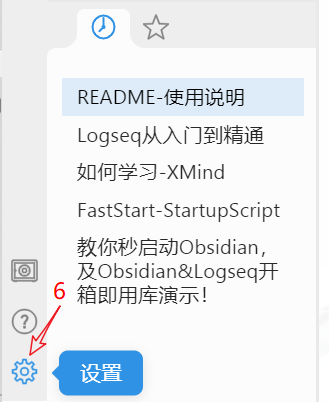 README-使用说明
Logseq从入门到精通
如何学习-XMind
FastStart-StartupScript
教你秒启动Obsidian，
及Obsidian&Logseq开
箱即用库演示！
6
设置